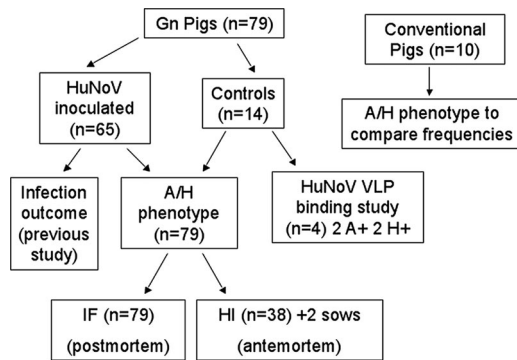 Gn Pigs (n=79)
Conventional
Pigs (n=10)
HuNoV
inoculated
(n=65)
Controls
(n=14)
A/H phenotype to
compare frequencies
Infection
outcome
(previous
study)
A/H
phenotype
(n=79)
HuNoV VLP
binding study
(n=4) 2 A+ 2 H+
IF (n=79)
(postmortem)
HI (n=38) +2 sows
(antemortem)